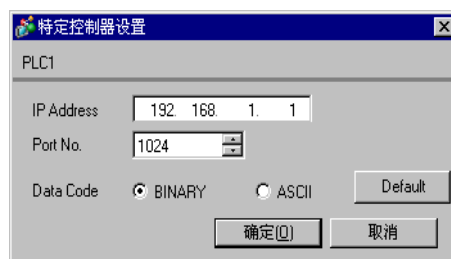 特定控制器设置
PLC1
IP Address 192. 168. 1. 1
Port No. 1024
Data Code BINARY ASCII Default
确定(O) 取消